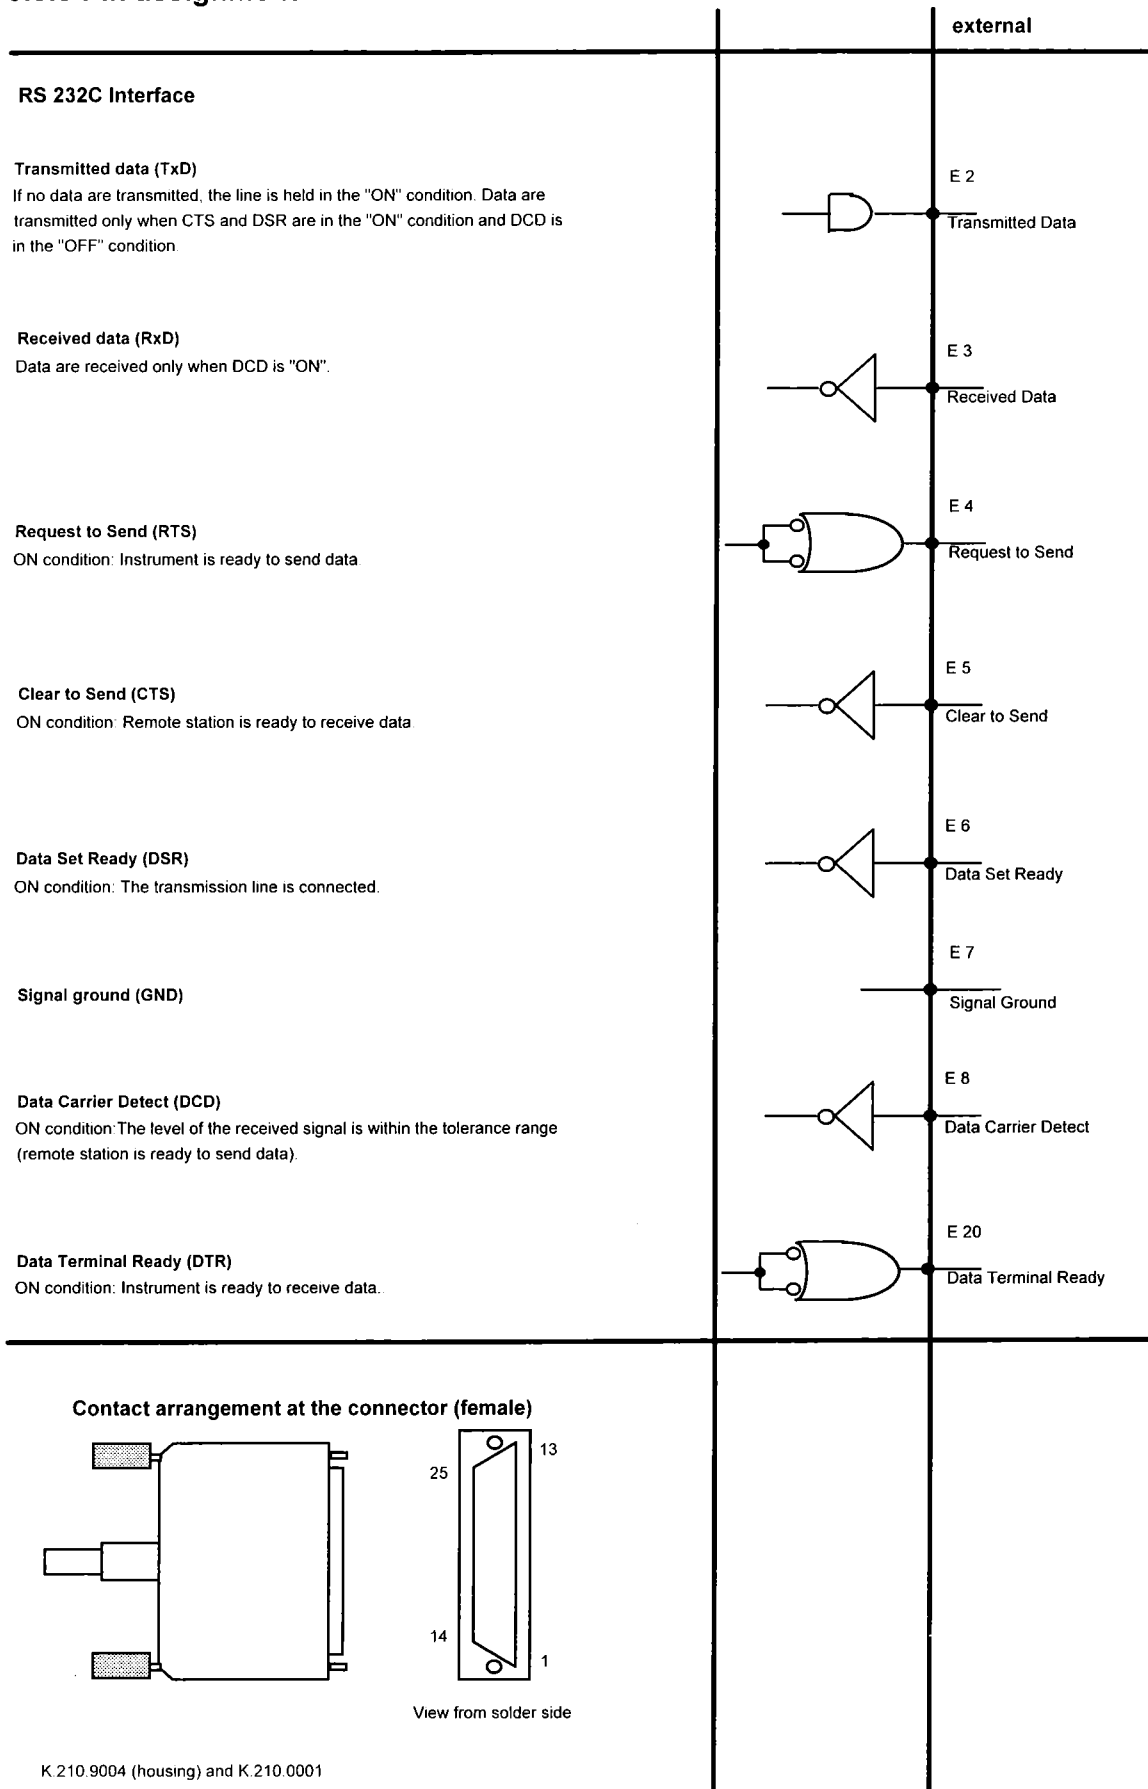 external
RS 232C Interface
Transmitted data (TxD)
If no data are transmitted, the line is held in the "ON" condition. Data are
transmitted only when CTS and DSR are in the "ON" condition and DCD is
in the "OFF" condition.
E 2
Transmitted Data
Received data (RxD)
Data are received only when DCD is "ON".
E 3
Received Data
Request to Send (RTS)
ON condition: Instrument is ready to send data.
E 4
Request to Send
Clear to Send (CTS)
ON condition: Remote station is ready to receive data.
E 5
Clear to Send
Data Set Ready (DSR)
ON condition: The transmission line is connected.
E 6
Data Set Ready
Signal ground (GND)
E 7
Signal Ground
Data Carrier Detect (DCD)
ON condition:The level of the received signal is within the tolerance range
(remote station is ready to send data).
E 8
Data Carrier Detect
Data Terminal Ready (DTR)
ON condition: Instrument is ready to receive data.
E 20
Data Terminal Ready
Contact arrangement at the connector (female)
13
25
14
1
View from solder side
K.210.9004 (housing) and K.210.0001